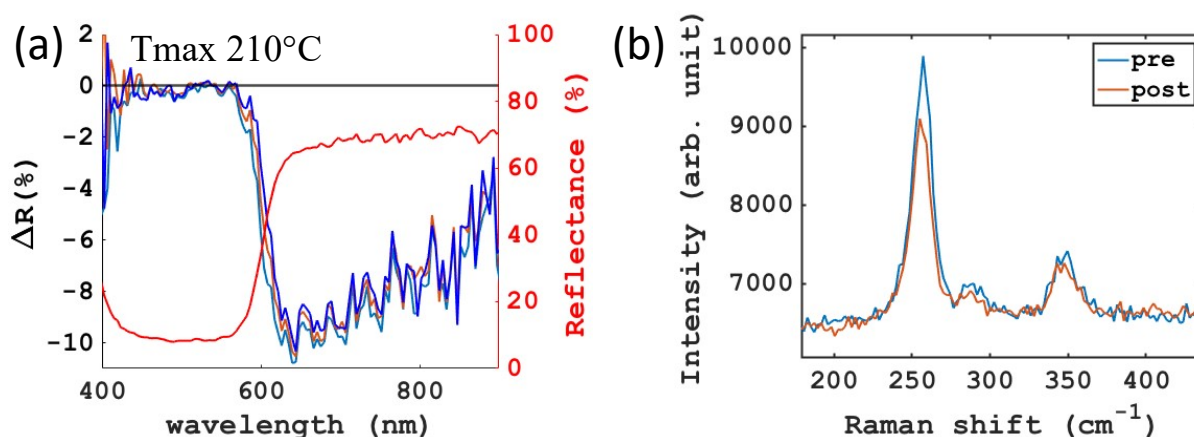 (a)
Tmax 210°C
2
0
-2
-4
-6
-8
-10
ΔR(%)
400
600
800
wavelength (nm)
100
80
60
40
20
0
Reflectance (%)
(b)
10000
9000
8000
7000
Intensity (arb. unit)
pre
post
200
250
300
350
400
Raman shift (cm⁻¹)